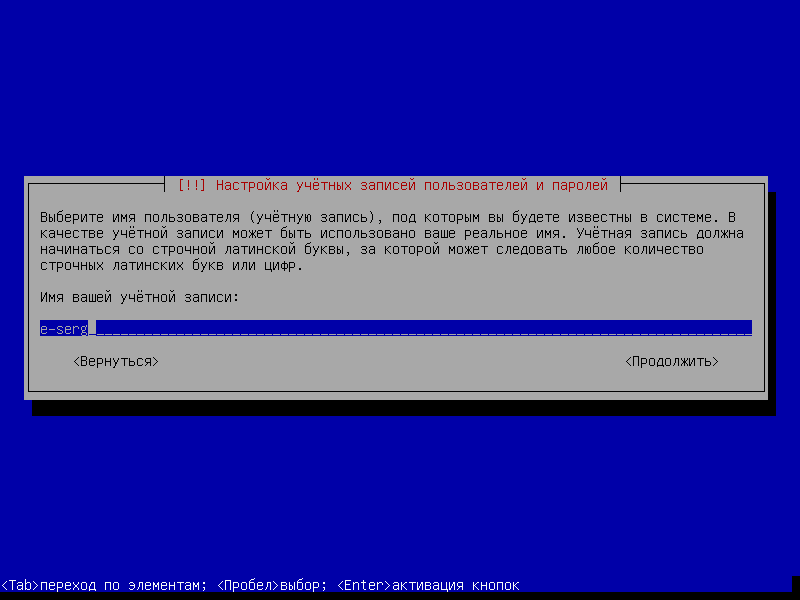 [!!] Настройка учётных записей пользователей и паролей
Выберите имя пользователя (учётную запись), под которым вы будете известны в системе. В
качестве учётной записи может быть использовано ваше реальное имя. Учётная запись должна
начинаться со строчной латинской буквы, за которой может следовать любое количество
строчных латинских букв или цифр.
Имя вашей учётной записи:
e-serg
<Вернуться> <Продолжить>
<Tab>переход по элементам; <Пробел>выбор; <Enter>активация кнопок